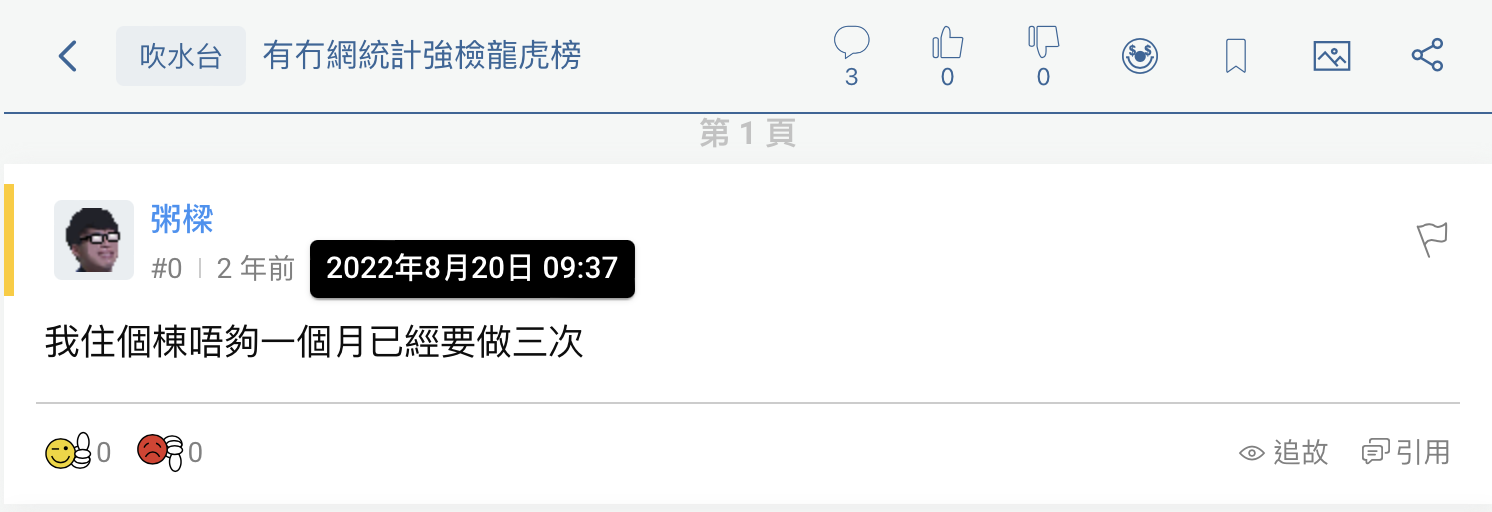 吹水台 有冇網統計強檢龍虎榜
3 0 0
第 1 頁
粥樑
#0 2 年前 2022年8月20日 09:37
我住個棟唔夠一個月已經要做三次
0 0 追故 引用